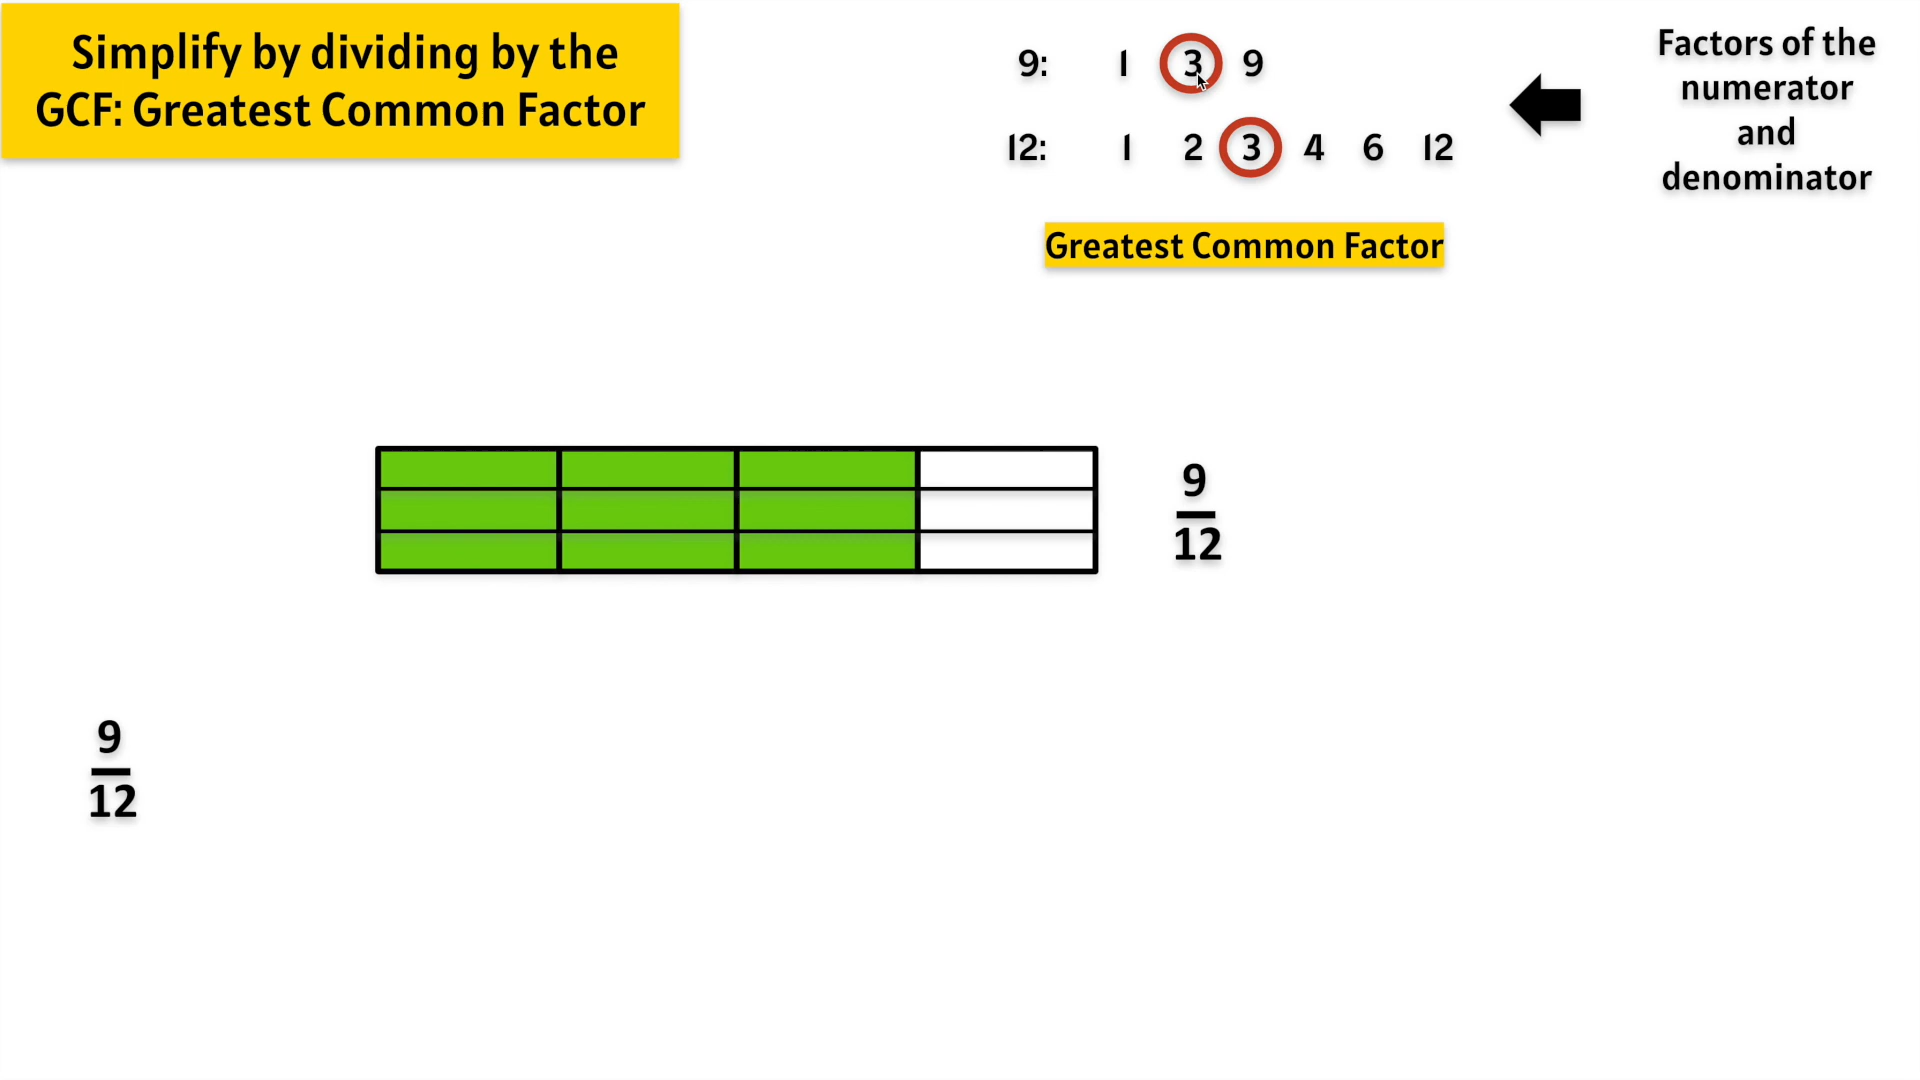 Simplify by dividing by the
GCF: Greatest Common Factor
9: 1 3 9
12: 1 2 3 4 6 12
Factors of the
numerator
and
denominator
Greatest Common Factor
9
12
9
12